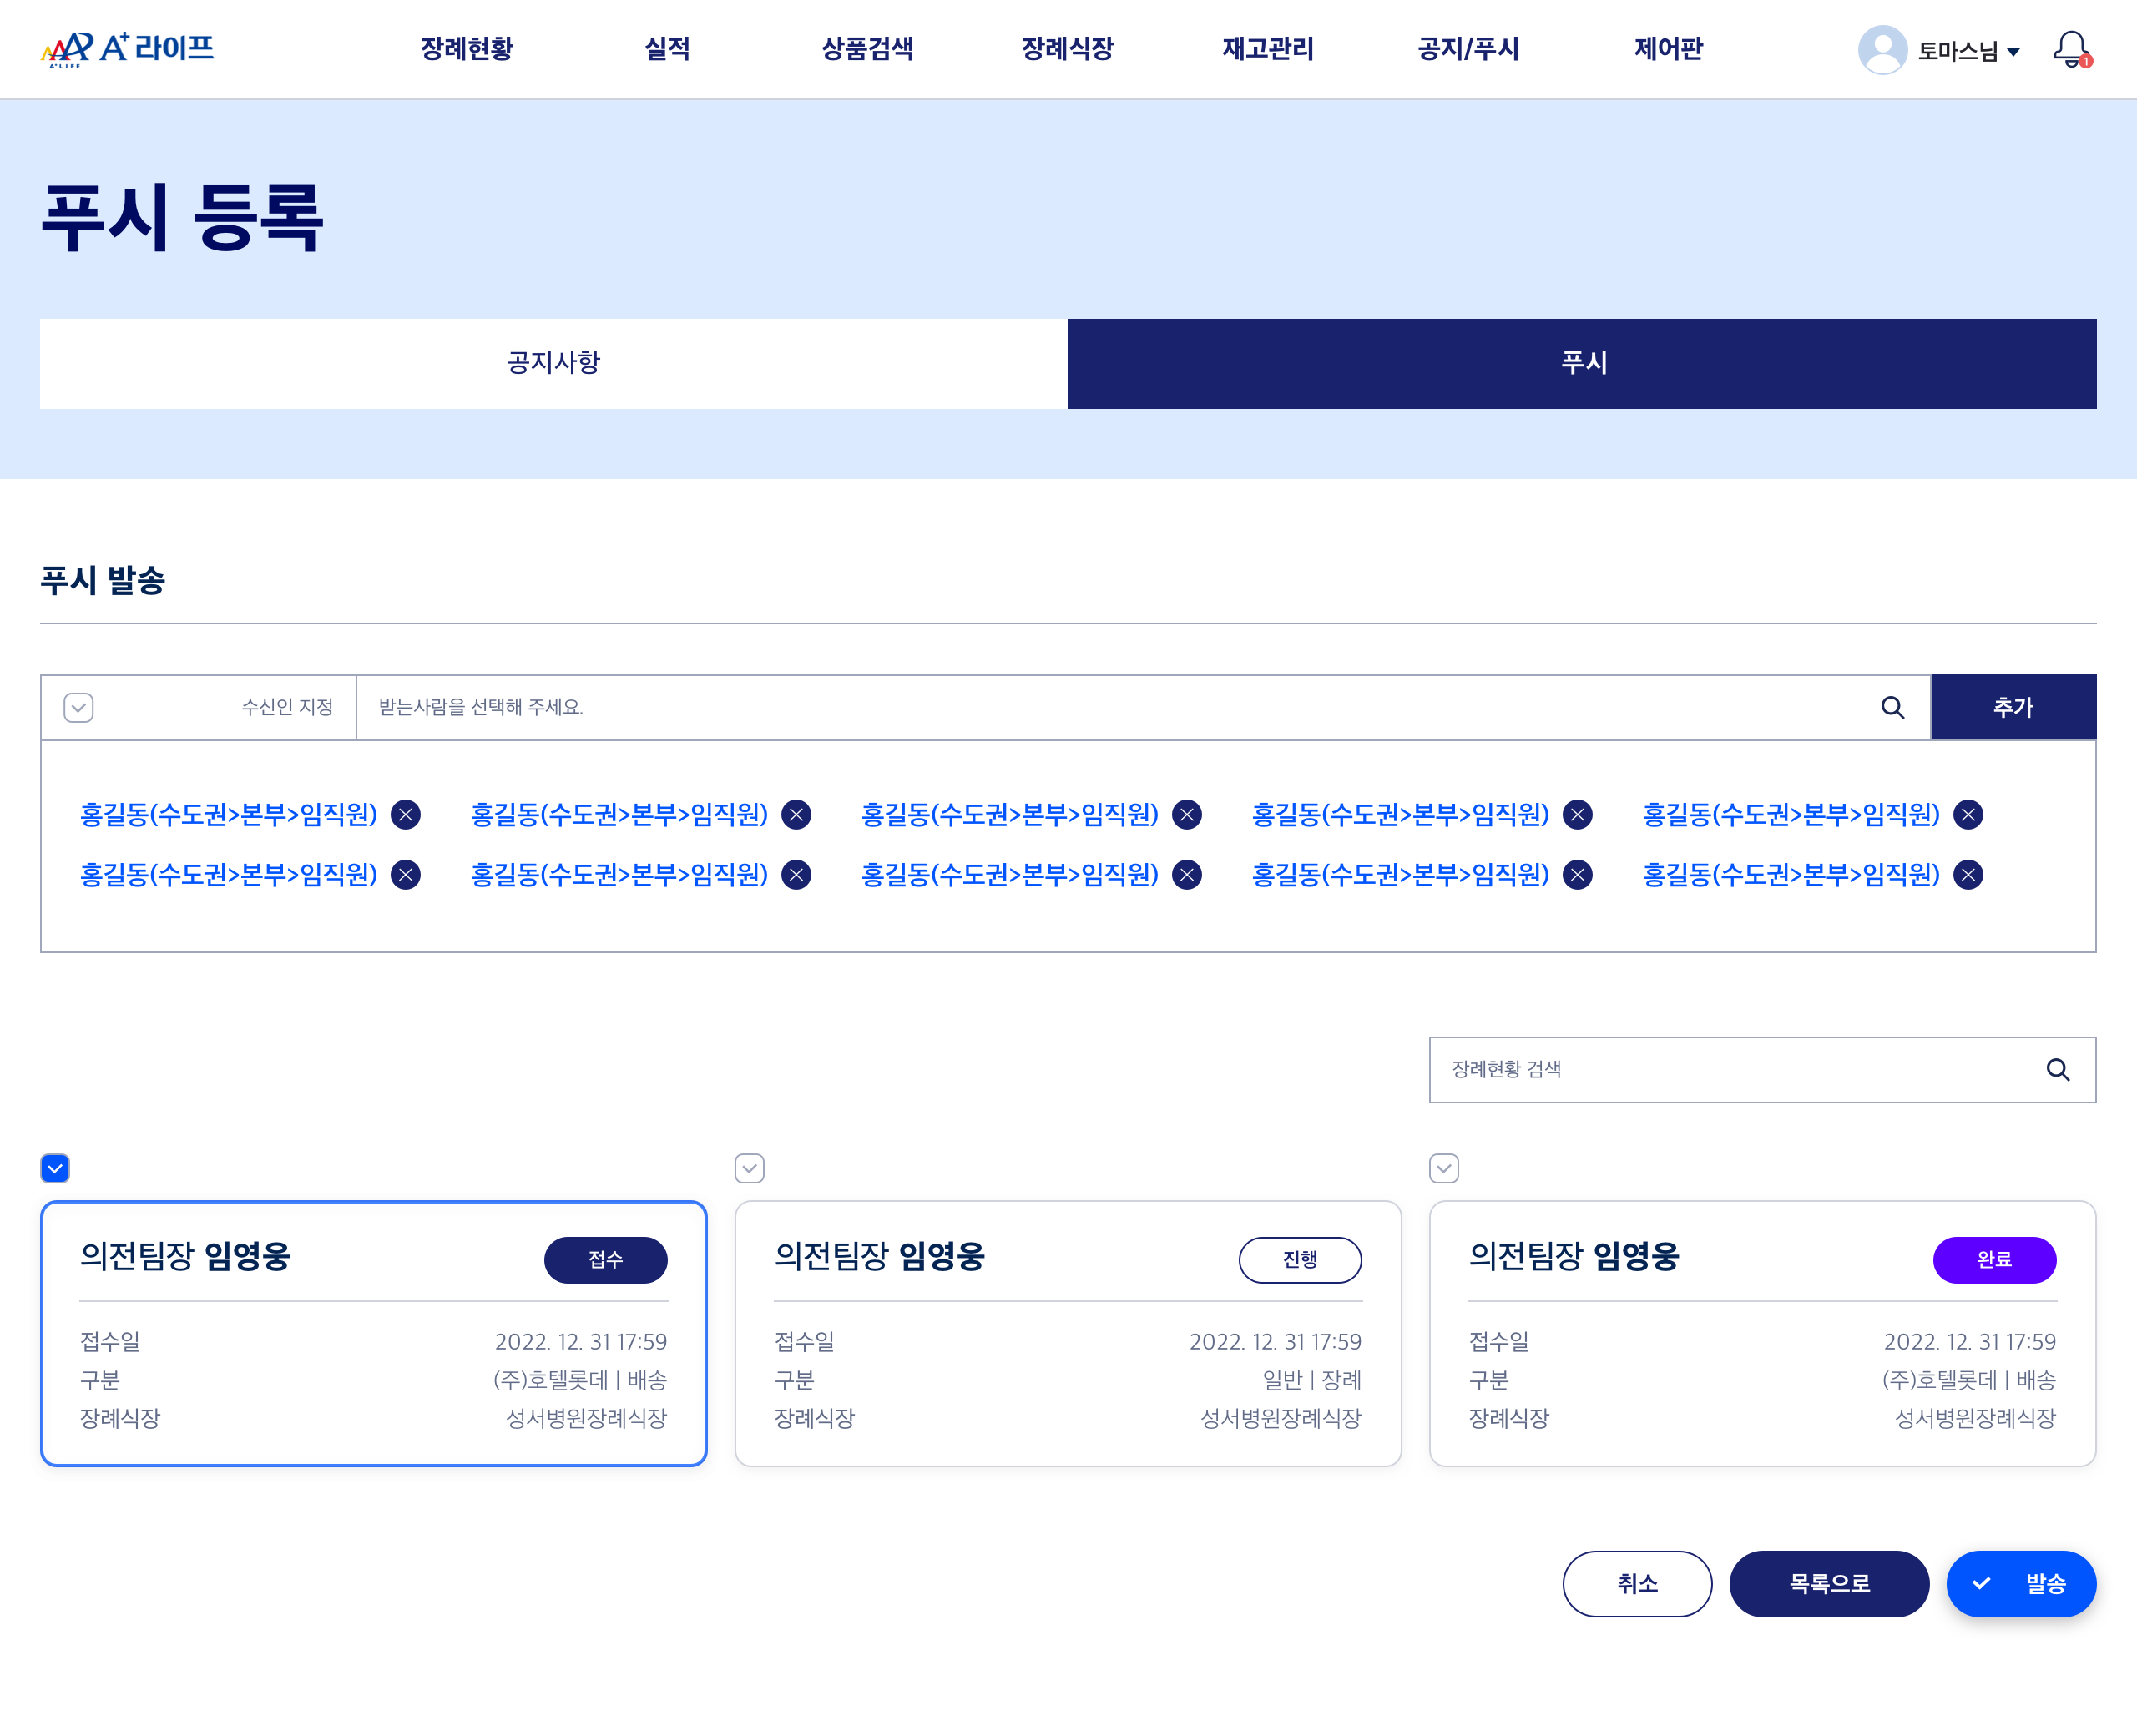 A+ 라이프
A+LIFE
장례현황 실적 상품검색 장례식장 재고관리 공지/푸시 제어판
토마스님
1
푸시 등록
공지사항 푸시
푸시 발송
수신인 지정 받는사람을 선택해 주세요. 추가
홍길동(수도권>본부>임직원) 홍길동(수도권>본부>임직원) 홍길동(수도권>본부>임직원) 홍길동(수도권>본부>임직원) 홍길동(수도권>본부>임직원)
홍길동(수도권>본부>임직원) 홍길동(수도권>본부>임직원) 홍길동(수도권>본부>임직원) 홍길동(수도권>본부>임직원) 홍길동(수도권>본부>임직원)
장례현황 검색
의전팀장 임영웅 접수
접수일 2022. 12. 31 17:59
구분 (주)호텔롯데 | 배송
장례식장 성서병원장례식장
의전팀장 임영웅 진행
접수일 2022. 12. 31 17:59
구분 일반 | 장례
장례식장 성서병원장례식장
의전팀장 임영웅 완료
접수일 2022. 12. 31 17:59
구분 (주)호텔롯데 | 배송
장례식장 성서병원장례식장
취소 목록으로 발송